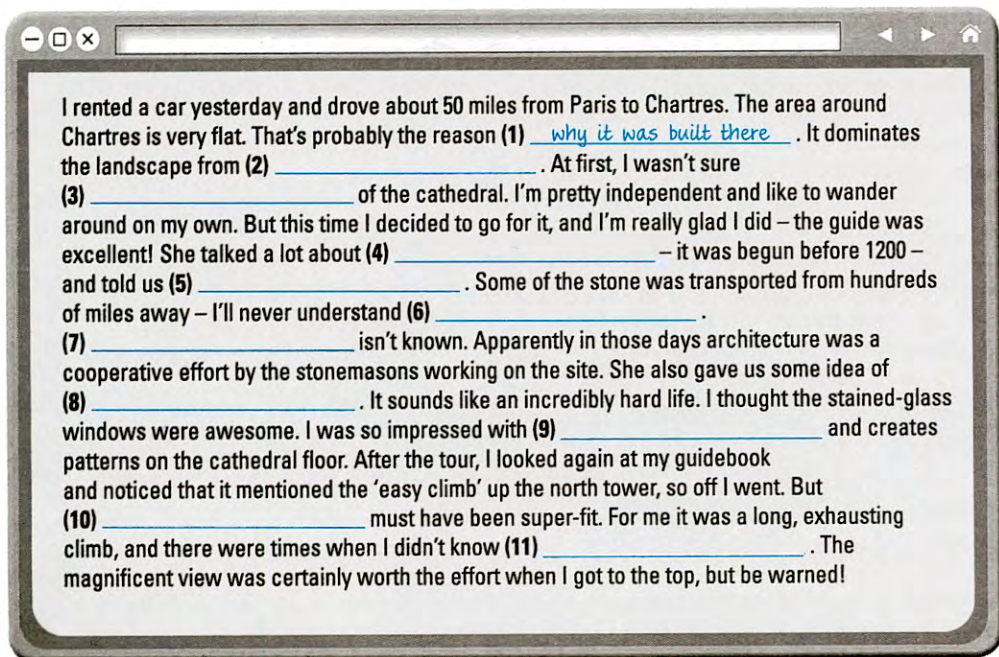 I rented a car yesterday and drove about 50 miles from Paris to Chartres. The area around
Chartres is very flat. That's probably the reason (1) why it was built there . It dominates
the landscape from (2) . At first, I wasn't sure
(3) of the cathedral. I'm pretty independent and like to wander
around on my own. But this time I decided to go for it, and I'm really glad I did – the guide was
excellent! She talked a lot about (4) – it was begun before 1200 –
and told us (5) . Some of the stone was transported from hundreds
of miles away – I'll never understand (6) .
(7) isn't known. Apparently in those days architecture was a
cooperative effort by the stonemasons working on the site. She also gave us some idea of
(8) . It sounds like an incredibly hard life. I thought the stained-glass
windows were awesome. I was so impressed with (9) and creates
patterns on the cathedral floor. After the tour, I looked again at my guidebook
and noticed that it mentioned the 'easy climb' up the north tower, so off I went. But
(10) must have been super-fit. For me it was a long, exhausting
climb, and there were times when I didn't know (11) . The
magnificent view was certainly worth the effort when I got to the top, but be warned!